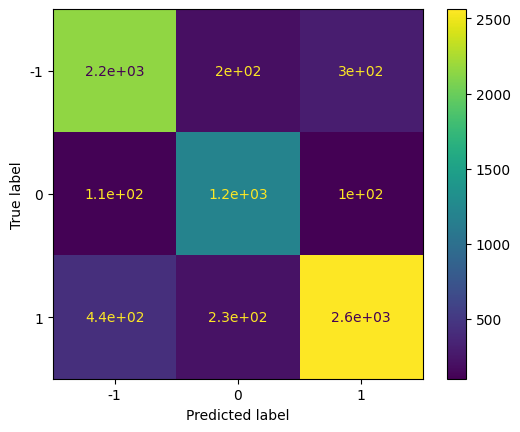 -1 2.2e+03 2e+02 3e+02
0 1.1e+02 1.2e+03 1e+02
1 4.4e+02 2.3e+02 2.6e+03
-1 0 1
True label
Predicted label
2500
2000
1500
1000
500